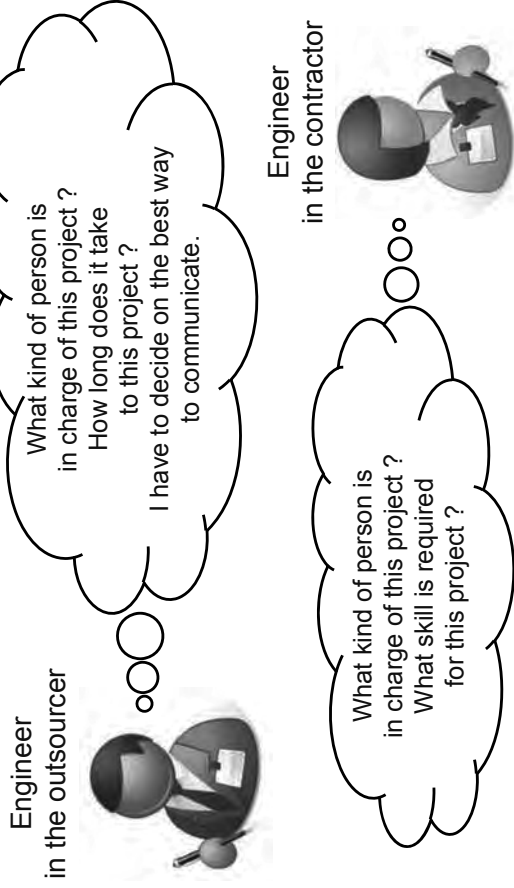 Engineer
in the outsourcer
What kind of person is
in charge of this project ?
How long does it take
to this project ?
I have to decide on the best way
to communicate.
Engineer
in the contractor
What kind of person is
in charge of this project ?
What skill is required
for this project ?